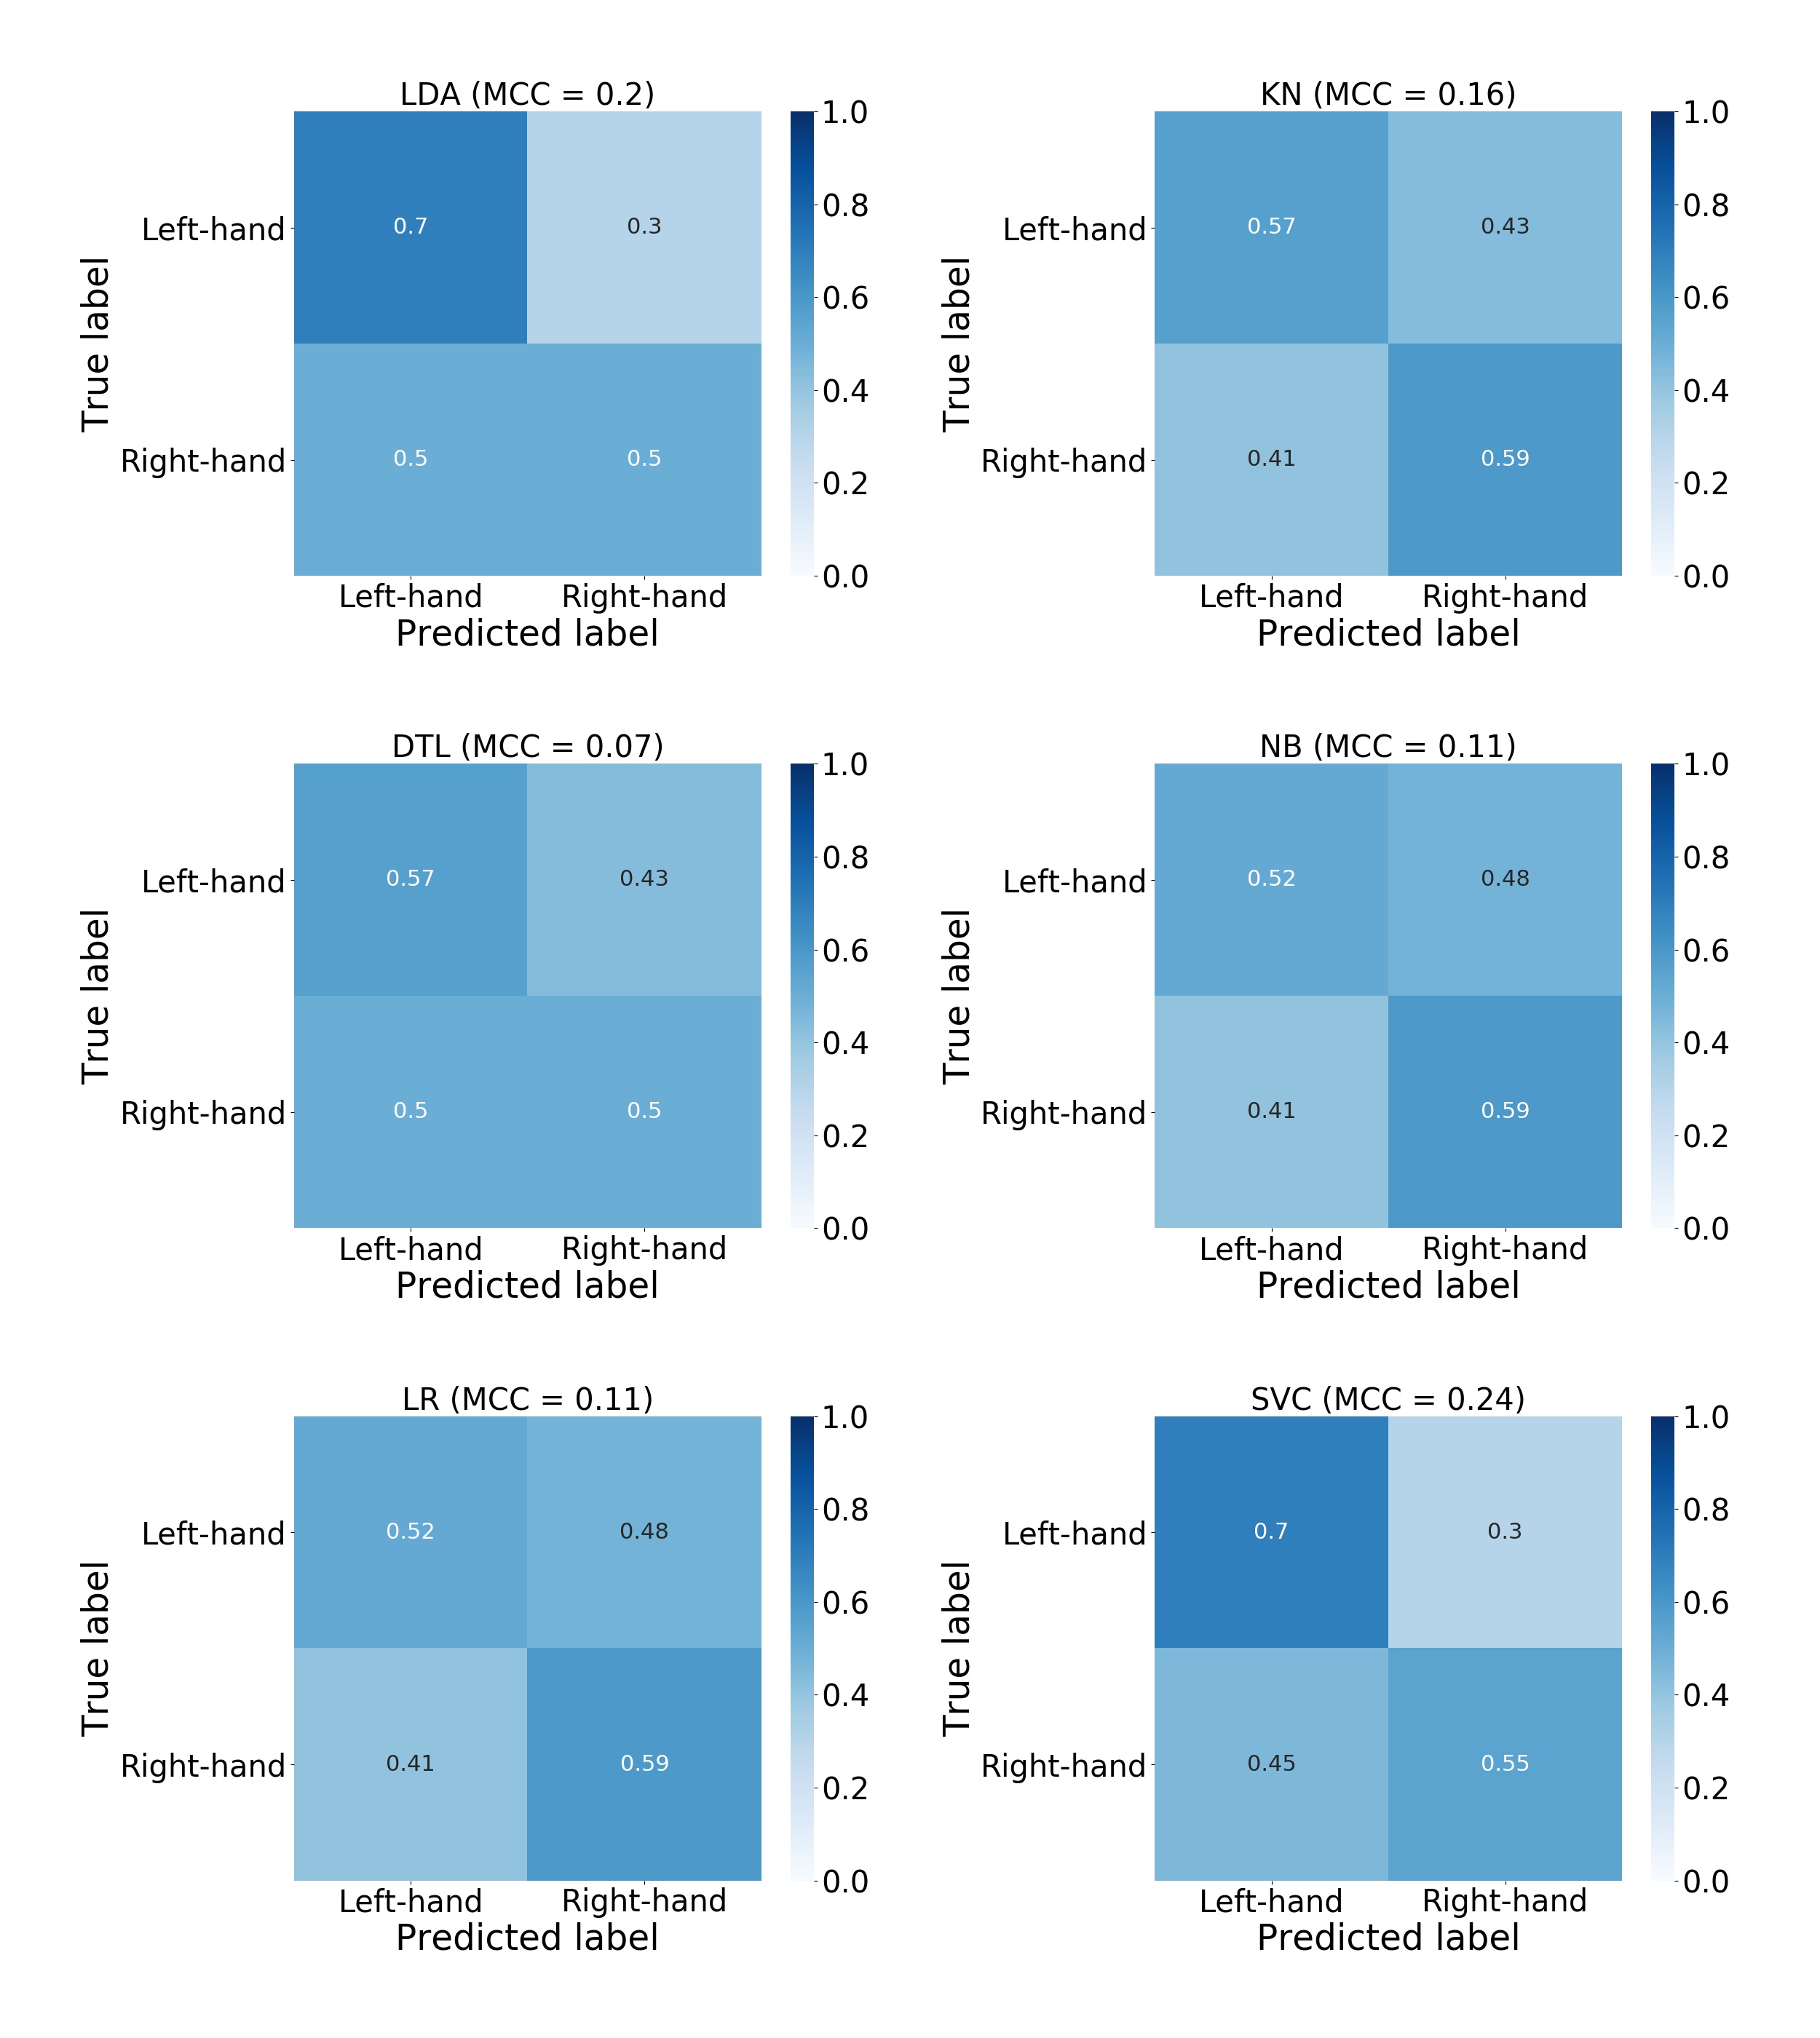 LDA (MCC = 0.2)
True label
Left-hand
0.7
0.3
Right-hand
0.5
0.5
Left-hand
Right-hand
Predicted label
1.0
0.8
0.6
0.4
0.2
0.0
KN (MCC = 0.16)
True label
Left-hand
0.57
0.43
Right-hand
0.41
0.59
Left-hand
Right-hand
Predicted label
1.0
0.8
0.6
0.4
0.2
0.0
DTL (MCC = 0.07)
True label
Left-hand
0.57
0.43
Right-hand
0.5
0.5
Left-hand
Right-hand
Predicted label
1.0
0.8
0.6
0.4
0.2
0.0
NB (MCC = 0.11)
True label
Left-hand
0.52
0.48
Right-hand
0.41
0.59
Left-hand
Right-hand
Predicted label
1.0
0.8
0.6
0.4
0.2
0.0
LR (MCC = 0.11)
True label
Left-hand
0.52
0.48
Right-hand
0.41
0.59
Left-hand
Right-hand
Predicted label
1.0
0.8
0.6
0.4
0.2
0.0
SVC (MCC = 0.24)
True label
Left-hand
0.7
0.3
Right-hand
0.45
0.55
Left-hand
Right-hand
Predicted label
1.0
0.8
0.6
0.4
0.2
0.0